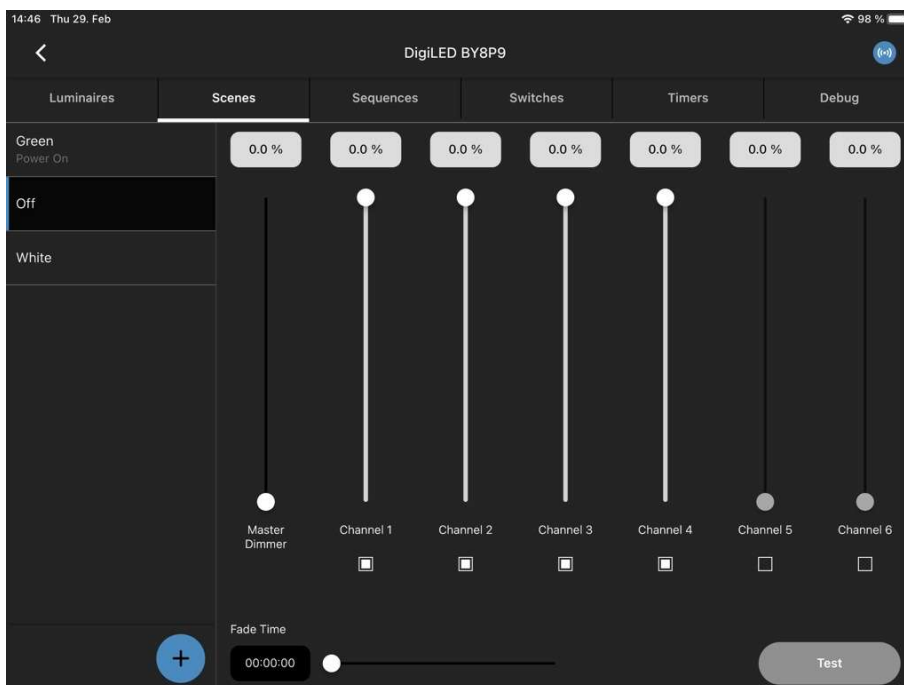 14:46 Thu 29. Feb
98 %
DigiLED BY8P9
Luminaires
Scenes
Sequences
Switches
Timers
Debug
Green
Power On
Off
White
0.0 %
0.0 %
0.0 %
0.0 %
0.0 %
0.0 %
0.0 %
Master
Dimmer
Channel 1
Channel 2
Channel 3
Channel 4
Channel 5
Channel 6
Fade Time
00:00:00
Test